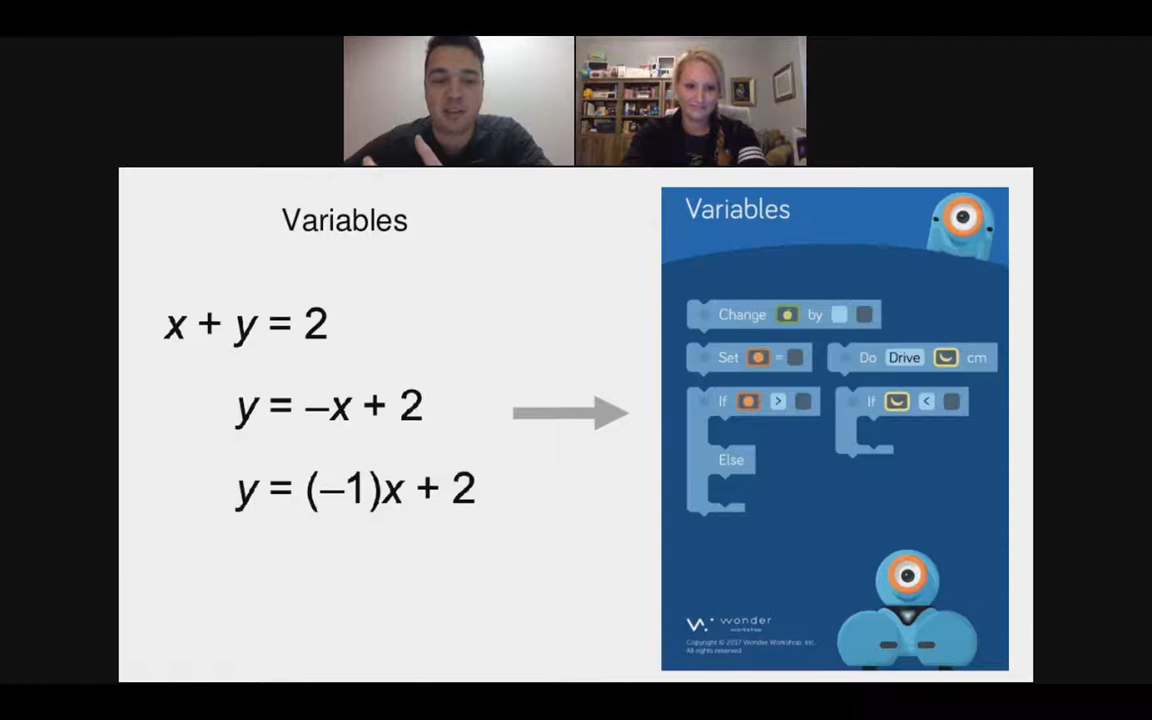 Variables
x + y = 2
y = –x + 2
y = (–1)x + 2
Variables
Change by
Set =
Do Drive cm
If >
If <
Else
wonder
workshop
Copyright © 2017 Wonder Workshop, Inc.
All rights reserved